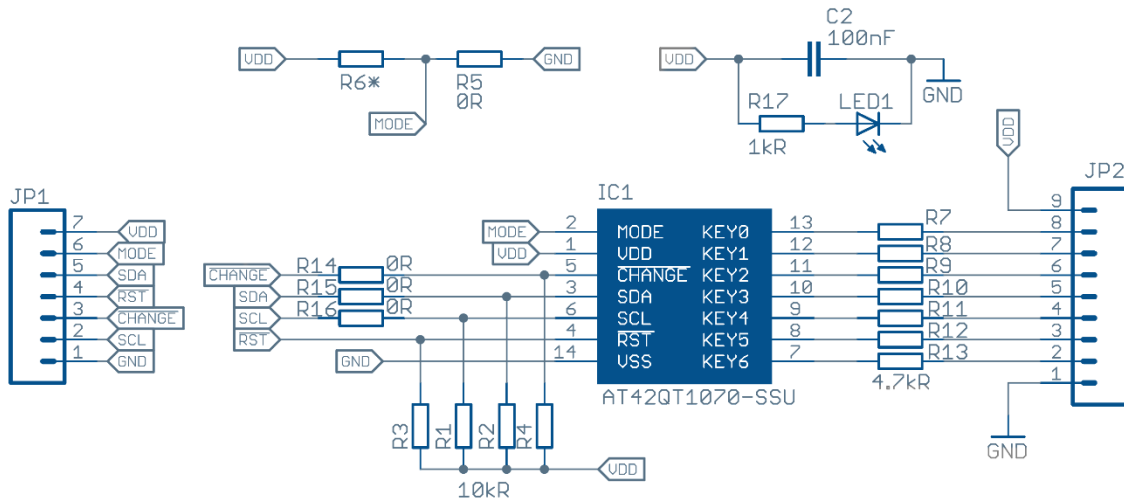 C2
100nF
VDD
R6*
R5
0R
GND
MODE
VDD
R17
1kR
LED1
GND
VDD
JP1
7
VDD
6
MODE
5
SDA
4
RST
3
CHANGE
2
SCL
1
GND
CHANGE
R14
0R
SDA
R15
0R
SCL
R16
0R
RST
GND
R3
R1
R2
R4
10kR
VDD
IC1
MODE
2
MODE
KEY0
13
VDD
1
VDD
KEY1
12
5
CHANGE
KEY2
11
3
SDA
KEY3
10
6
SCL
KEY4
9
4
RST
KEY5
8
14
VSS
KEY6
7
AT42QT1070-SSU
R7
R8
R9
R10
R11
R12
R13
4.7kR
JP2
9
8
7
6
5
4
3
2
1
GND